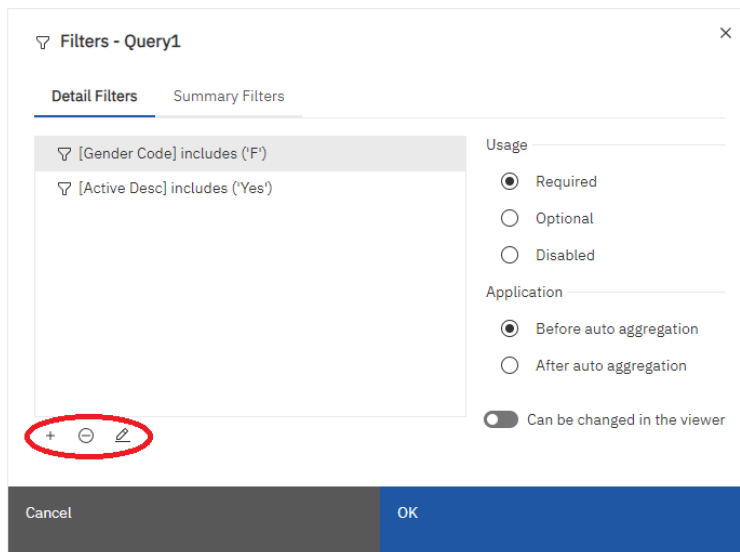 Filters - Query1
Detail Filters
Summary Filters
[Gender Code] includes ('F')
[Active Desc] includes ('Yes')
Usage
Required
Optional
Disabled
Application
Before auto aggregation
After auto aggregation
Can be changed in the viewer
Cancel
OK